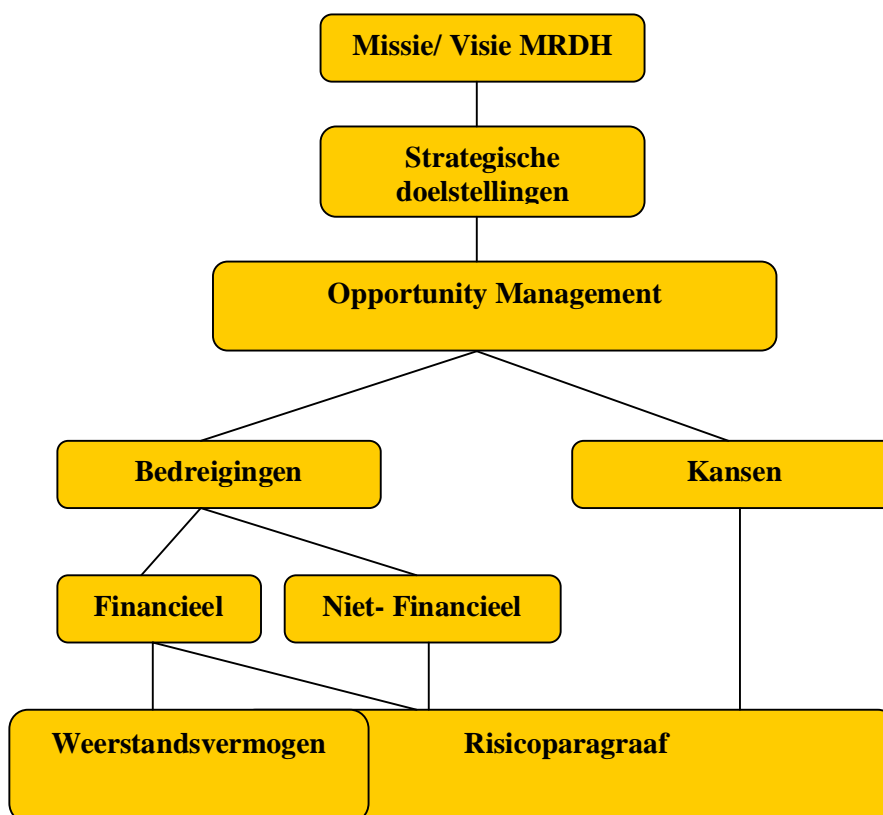 Missie/ Visie MRDH
Strategische
doelstellingen
Opportunity Management
Bedreigingen
Kansen
Financieel
Niet- Financieel
Weerstandsvermogen
Risicoparagraaf